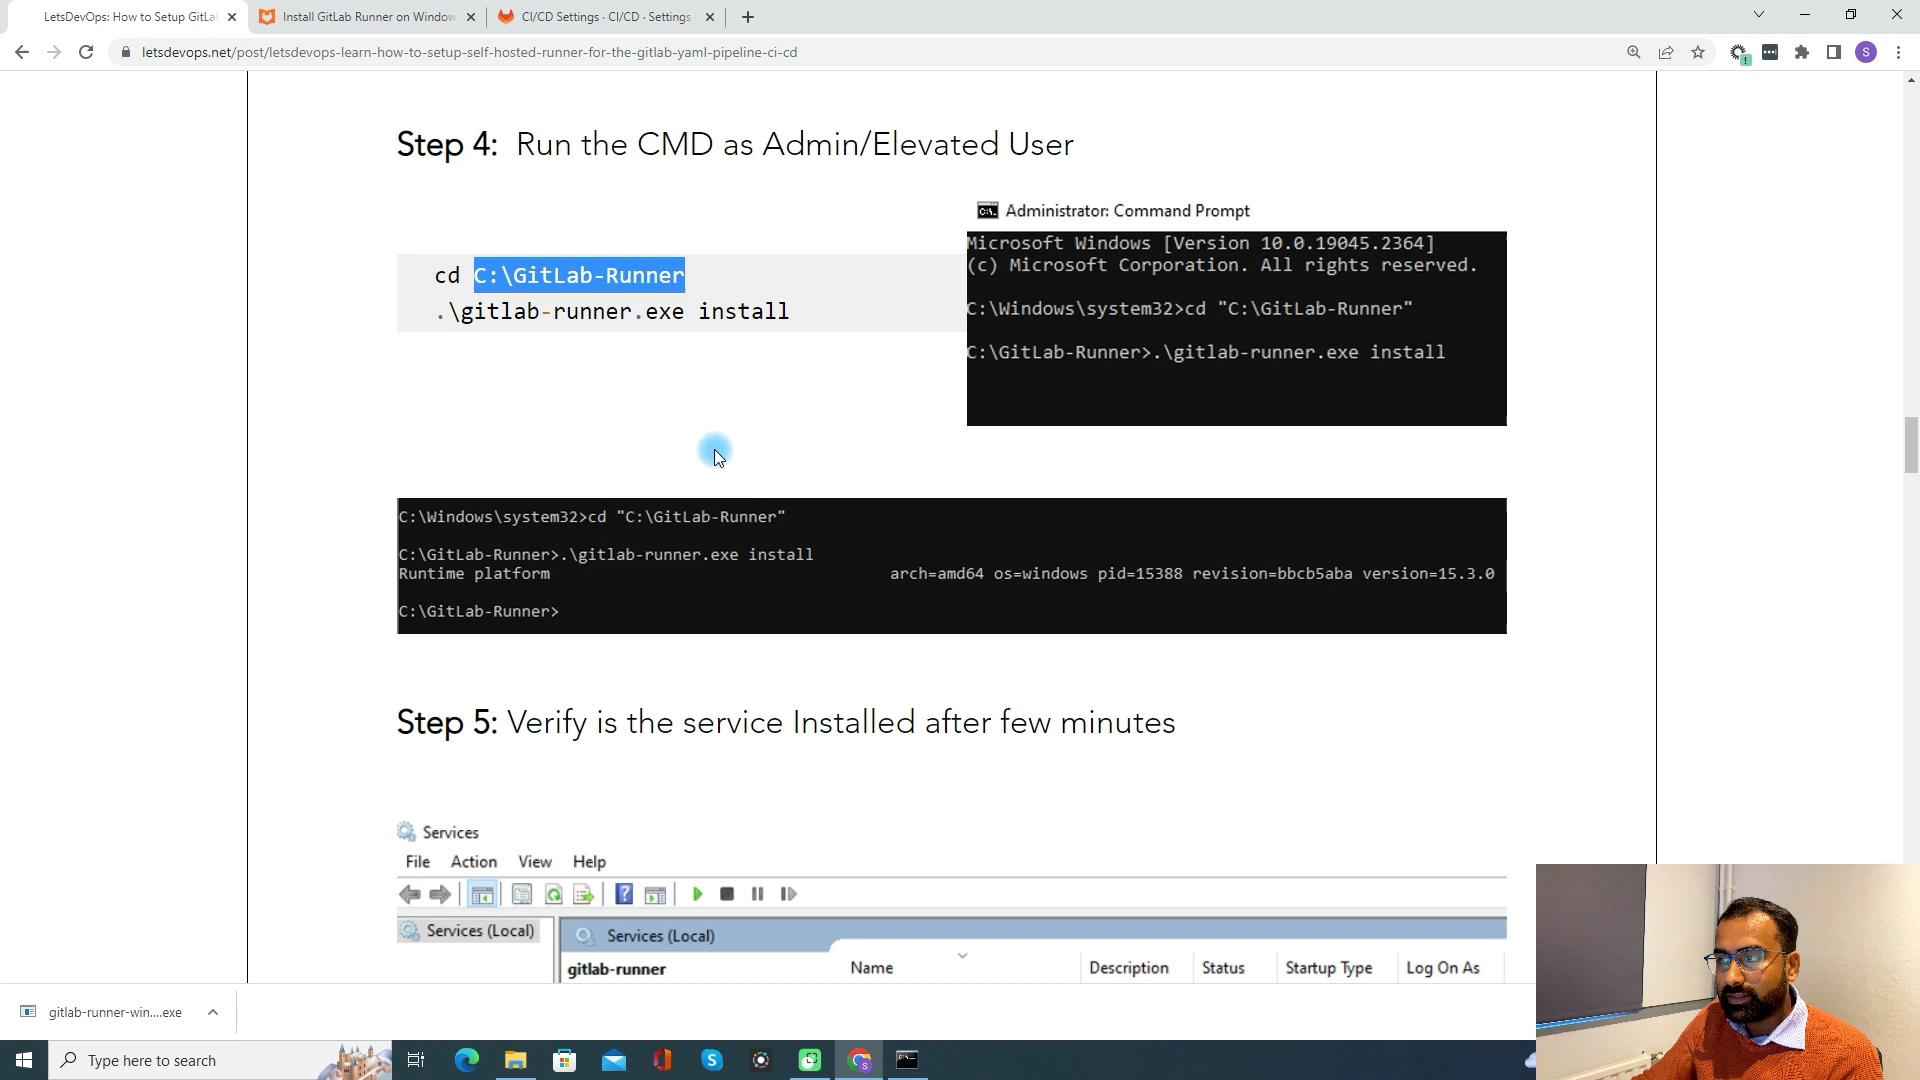 LetsDevOps: How to Setup GitLa
Install GitLab Runner on Window
CI/CD Settings · CI/CD · Settings
letsdevops.net/post/letsdevops-learn-how-to-setup-self-hosted-runner-for-the-gitlab-yaml-pipeline-ci-cd
S
Step 4: Run the CMD as Admin/Elevated User
cd C:\GitLab-Runner
.\gitlab-runner.exe install
Administrator: Command Prompt
Microsoft Windows [Version 10.0.19045.2364]
(c) Microsoft Corporation. All rights reserved.
C:\Windows\system32>cd "C:\GitLab-Runner"
C:\GitLab-Runner>.\gitlab-runner.exe install
C:\Windows\system32>cd "C:\GitLab-Runner"
C:\GitLab-Runner>.\gitlab-runner.exe install
Runtime platform arch=amd64 os=windows pid=15388 revision=bbcb5aba version=15.3.0
C:\GitLab-Runner>
Step 5: Verify is the service Installed after few minutes
Services
File Action View Help
Services (Local)
Services (Local)
gitlab-runner
Name Description Status Startup Type Log On As
gitlab-runner-win....exe
Type here to search